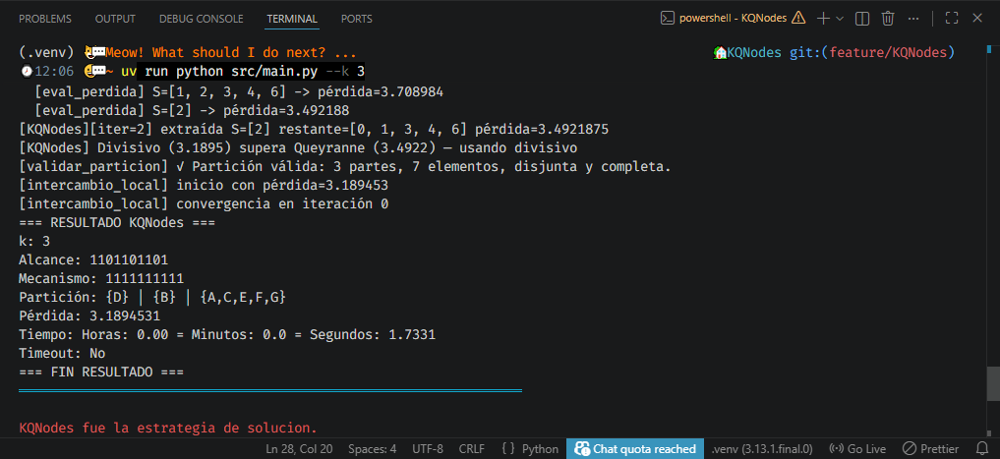 PROBLEMS OUTPUT DEBUG CONSOLE TERMINAL PORTS powershell - KQNodes
(.venv) Meow! What should I do next? ... KQNodes git:(feature/KQNodes)
12:06 ~ uv run python src/main.py --k 3
[eval_perdida] S=[1, 2, 3, 4, 6] -> pérdida=3.708984
[eval_perdida] S=[2] -> pérdida=3.492188
[KQNodes][iter=2] extraída S=[2] restante=[0, 1, 3, 4, 6] pérdida=3.4921875
[KQNodes] Divisivo (3.1895) supera Queyranne (3.4922) — usando divisivo
[validar_particion] √ Partición válida: 3 partes, 7 elementos, disjunta y completa.
[intercambio_local] inicio con pérdida=3.189453
[intercambio_local] convergencia en iteración 0
=== RESULTADO KQNodes ===
k: 3
Alcance: 1101101101
Mecanismo: 1111111111
Partición: {D} | {B} | {A,C,E,F,G}
Pérdida: 3.1894531
Tiempo: Horas: 0.00 = Minutos: 0.0 = Segundos: 1.7331
Timeout: No
=== FIN RESULTADO ===
KQNodes fue la estrategia de solucion.
Ln 28, Col 20 Spaces: 4 UTF-8 CRLF {} Python Chat quota reached .venv (3.13.1.final.0) Go Live Prettier